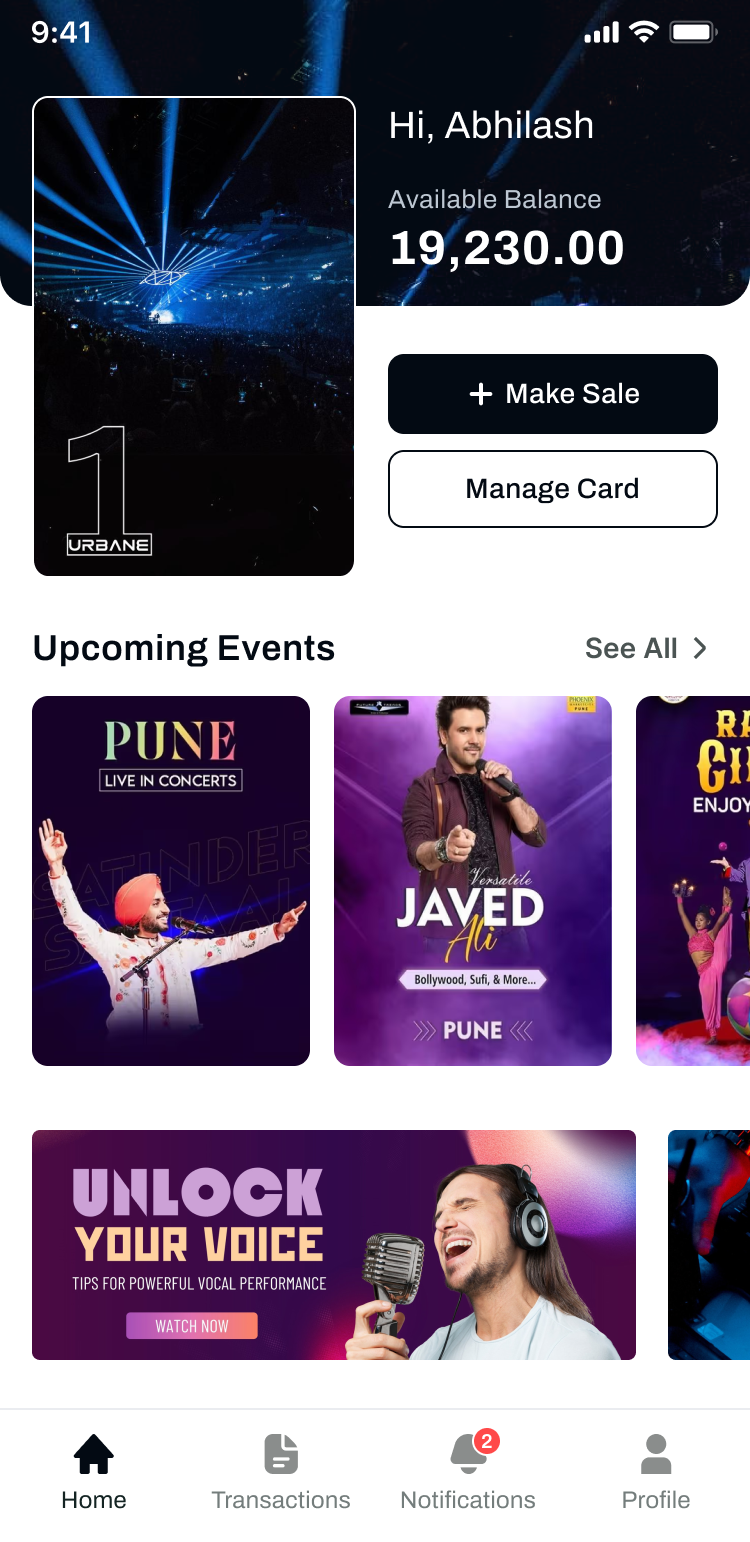 9:41
Hi, Abhilash
Available Balance
19,230.00
Make Sale
Manage Card
1
URBANE
Upcoming Events
See All
PUNE
LIVE IN CONCERTS
SATINDER
SARTAAJ
PHOENIX
PUNE
Versatile
JAVED
Ali
Bollywood, Sufi, & More...
PUNE
RA
CI
ENJOY
UNLOCK
YOUR VOICE
TIPS FOR POWERFUL VOCAL PERFORMANCE
WATCH NOW
2
Home
Transactions
Notifications
Profile